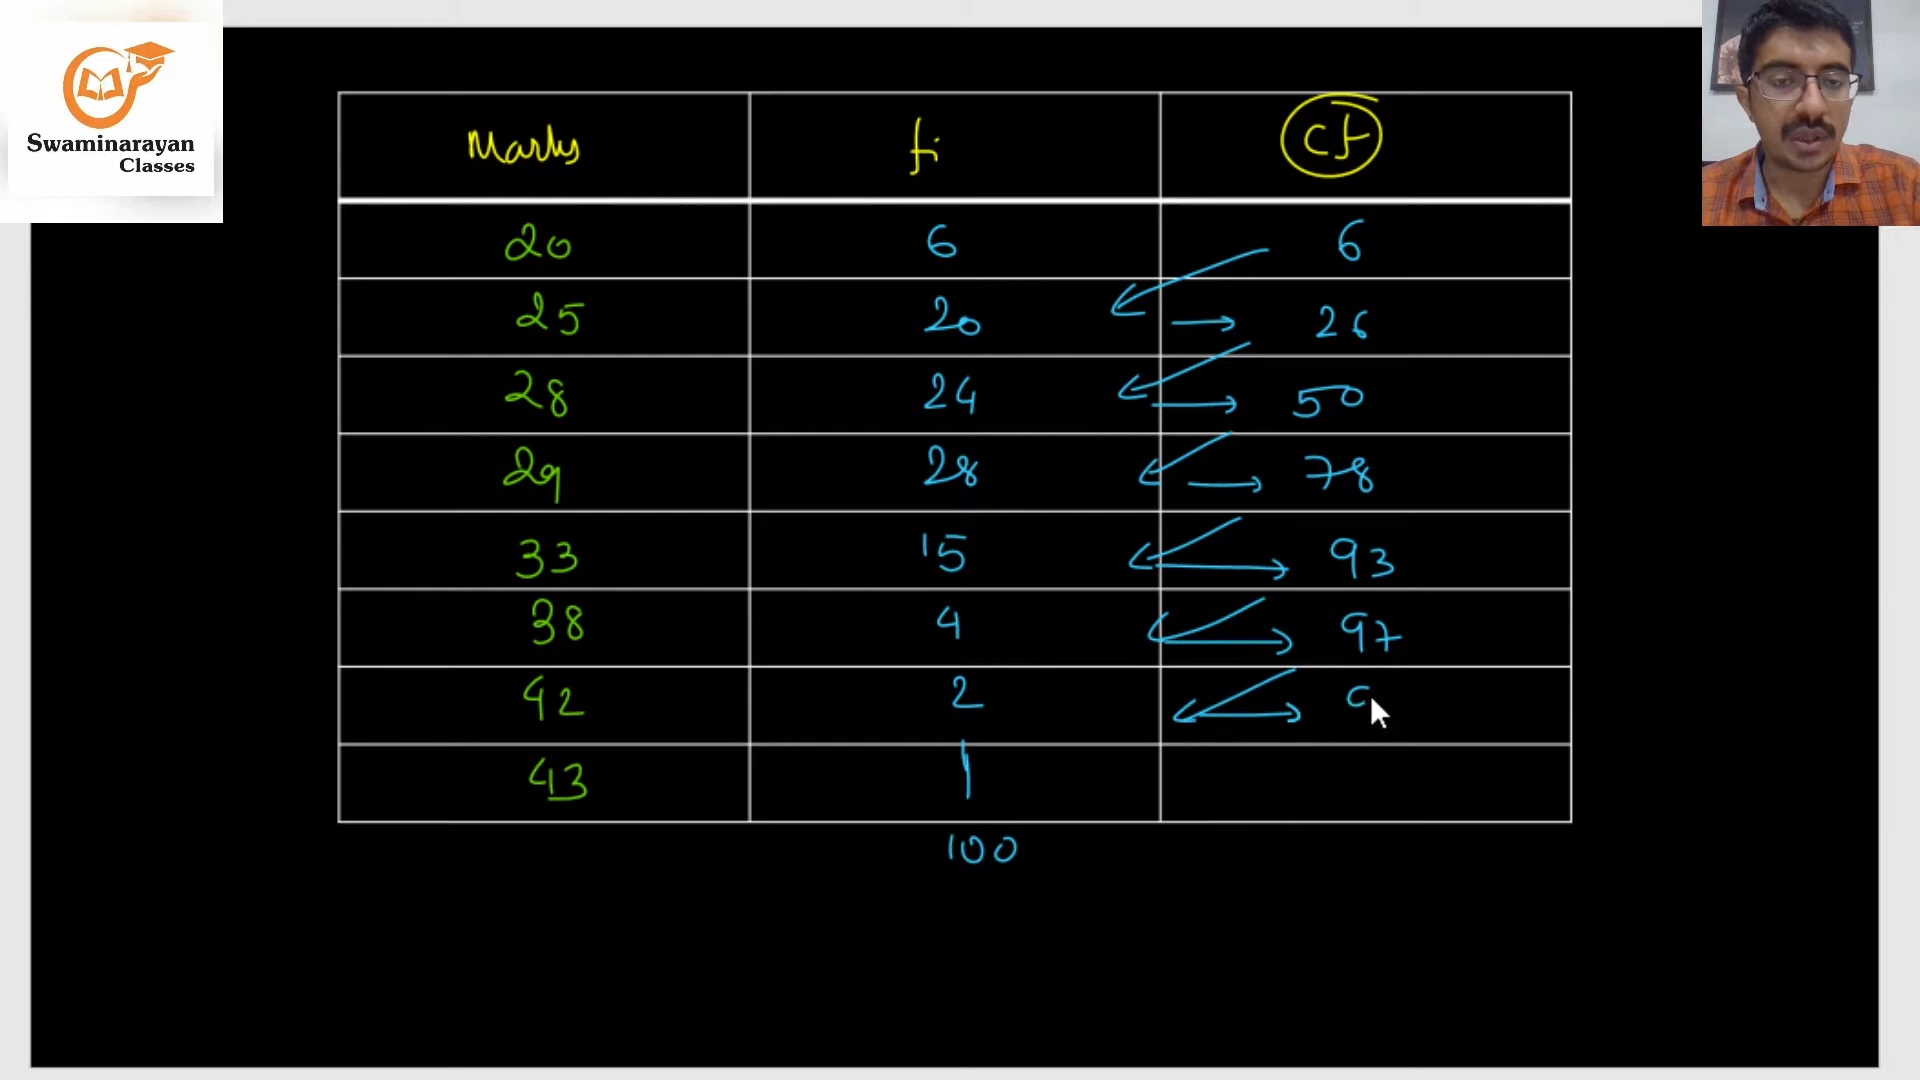 Swaminarayan
Classes
Marks fi cf
20 6 6
25 20 26
28 24 50
29 28 78
33 15 93
38 4 97
42 2
43 1
100